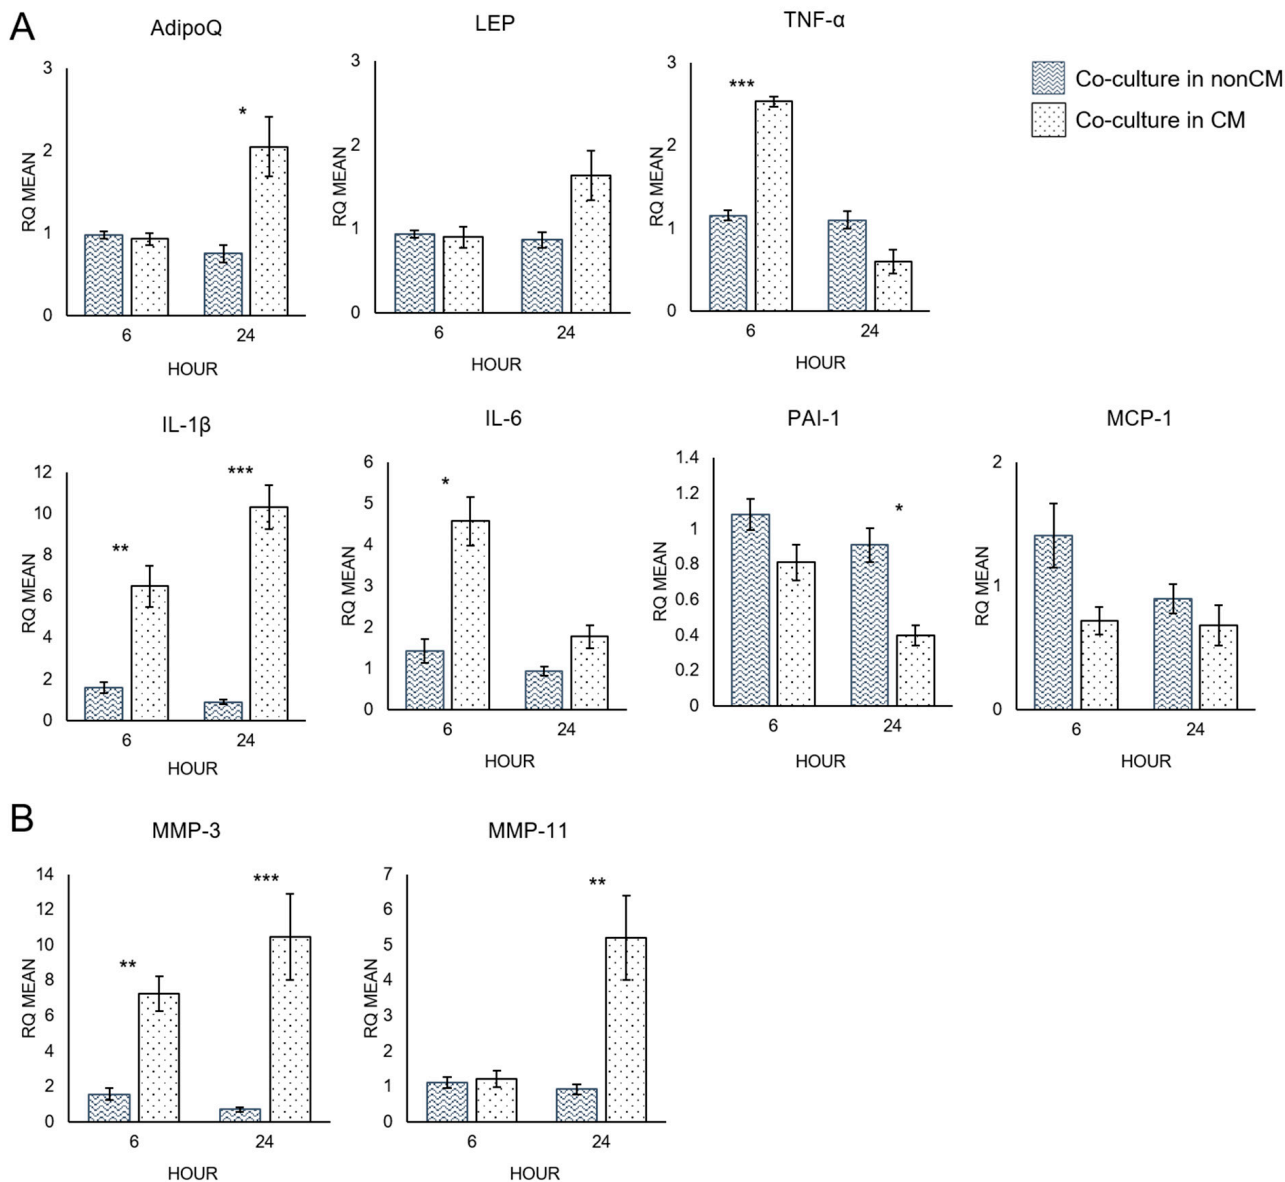 A
AdipoQ
LEP
TNF-α
Co-culture in nonCM
Co-culture in CM
RQ MEAN
3
2
1
0
*
6
24
HOUR
RQ MEAN
3
2
1
0
6
24
HOUR
RQ MEAN
3
2
1
0
***
6
24
HOUR
IL-1β
IL-6
PAI-1
MCP-1
RQ MEAN
12
10
8
6
4
2
0
**
***
6
24
HOUR
RQ MEAN
6
5
4
3
2
1
0
*
6
24
HOUR
RQ MEAN
1.4
1.2
1
0.8
0.6
0.4
0.2
0
*
6
24
HOUR
RQ MEAN
2
1
0
6
24
HOUR
B
MMP-3
MMP-11
RQ MEAN
14
12
10
8
6
4
2
0
**
***
6
24
HOUR
RQ MEAN
7
6
5
4
3
2
1
0
**
6
24
HOUR